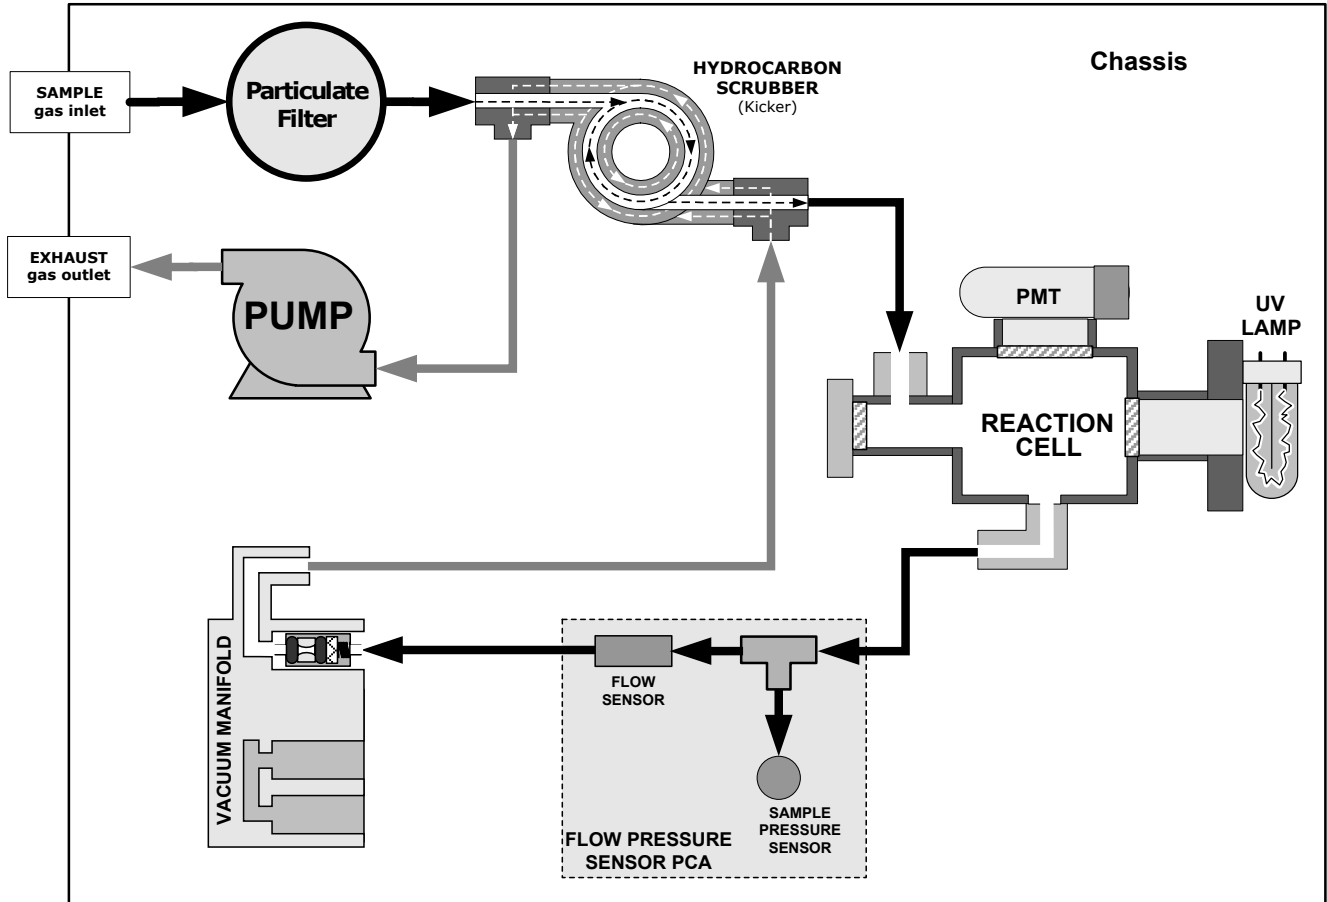 Chassis
HYDROCARBON
SCRUBBER
(Kicker)
SAMPLE
gas inlet
Particulate
Filter
EXHAUST
gas outlet
PUMP
PMT
UV
LAMP
REACTION
CELL
VACUUM MANIFOLD
FLOW
SENSOR
SAMPLE
PRESSURE
SENSOR
FLOW PRESSURE
SENSOR PCA